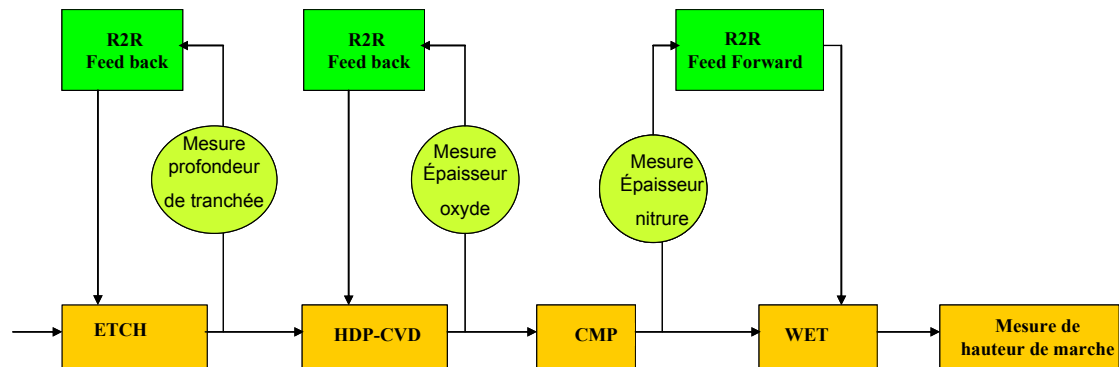 R2R
Feed back
R2R
Feed back
R2R
Feed Forward
Mesure
profondeur
de tranchée
Mesure
Épaisseur
oxyde
Mesure
Épaisseur
nitrure
ETCH
HDP-CVD
CMP
WET
Mesure de
hauteur de marche